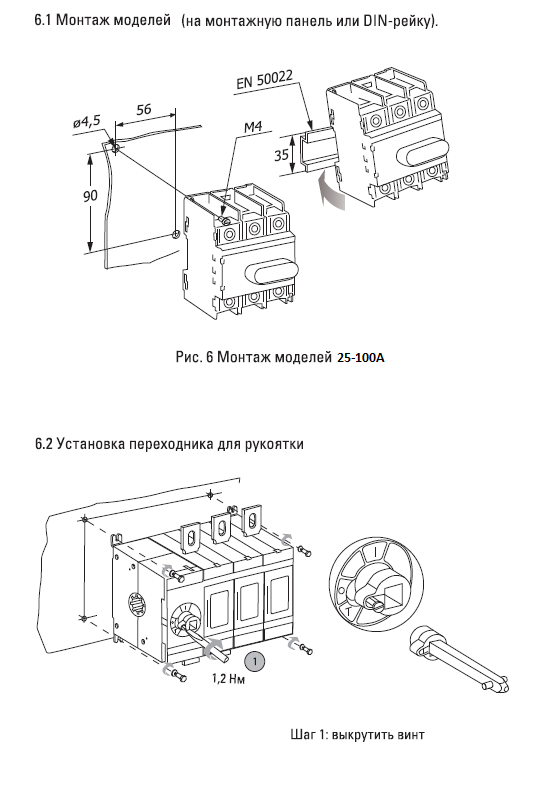 6.1 Монтаж моделей (на монтажную панель или DIN-рейку).
EN 50022
56
ø4,5
M4
35
90
Рис. 6 Монтаж моделей 25-100А
6.2 Установка переходника для рукоятки
I
T
1
1,2 Нм
Шаг 1: выкрутить винт